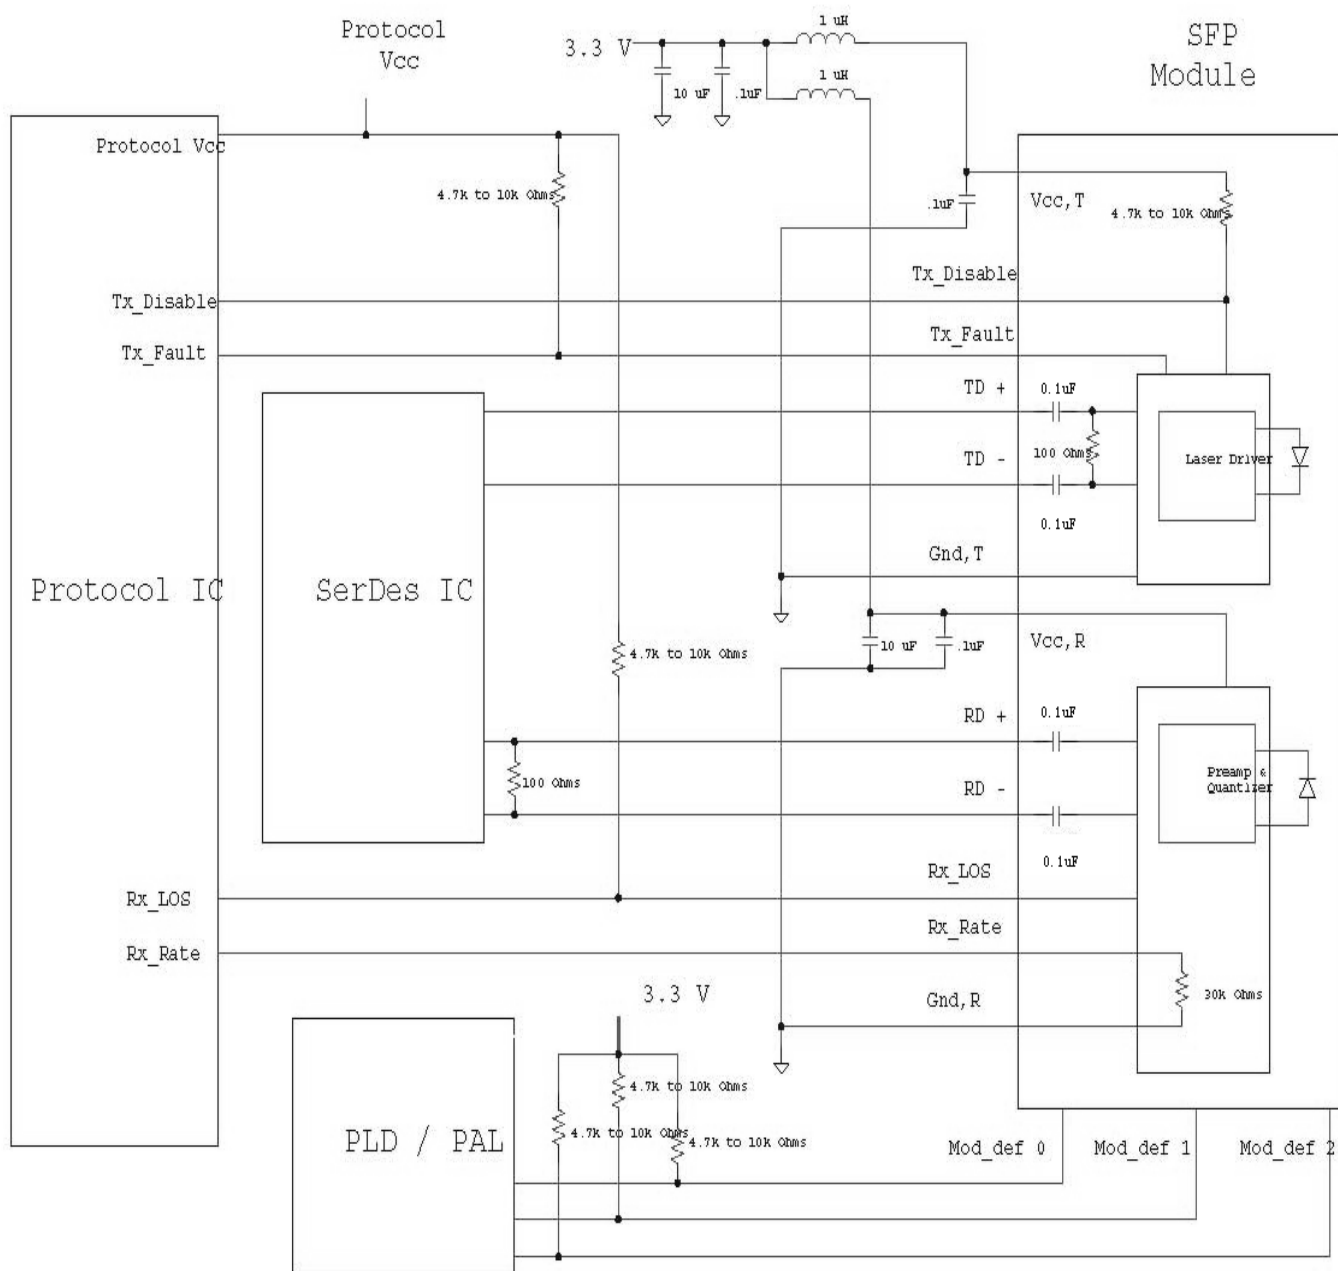 Protocol
Vcc
3.3 V
1 uH
SFP
Module
10 uF
.1uF
1 uH
Protocol Vcc
4.7k to 10k Ohms
.1uF
Vcc,T
4.7k to 10k Ohms
Tx_Disable
Tx_Disable
Tx_Fault
Tx_Fault
TD +
0.1uF
TD -
100 Ohms
Laser Driver
0.1uF
Gnd,T
Protocol IC
SerDes IC
4.7k to 10k Ohms
10 uF
.1uF
Vcc,R
RD +
0.1uF
100 Ohms
RD -
Preamp &
Quantizer
0.1uF
Rx_LOS
Rx_LOS
Rx_Rate
Rx_Rate
3.3 V
Gnd,R
30k Ohms
4.7k to 10k Ohms
4.7k to 10k Ohms
4.7k to 10k Ohms
PLD / PAL
Mod_def 0
Mod_def 1
Mod_def 2